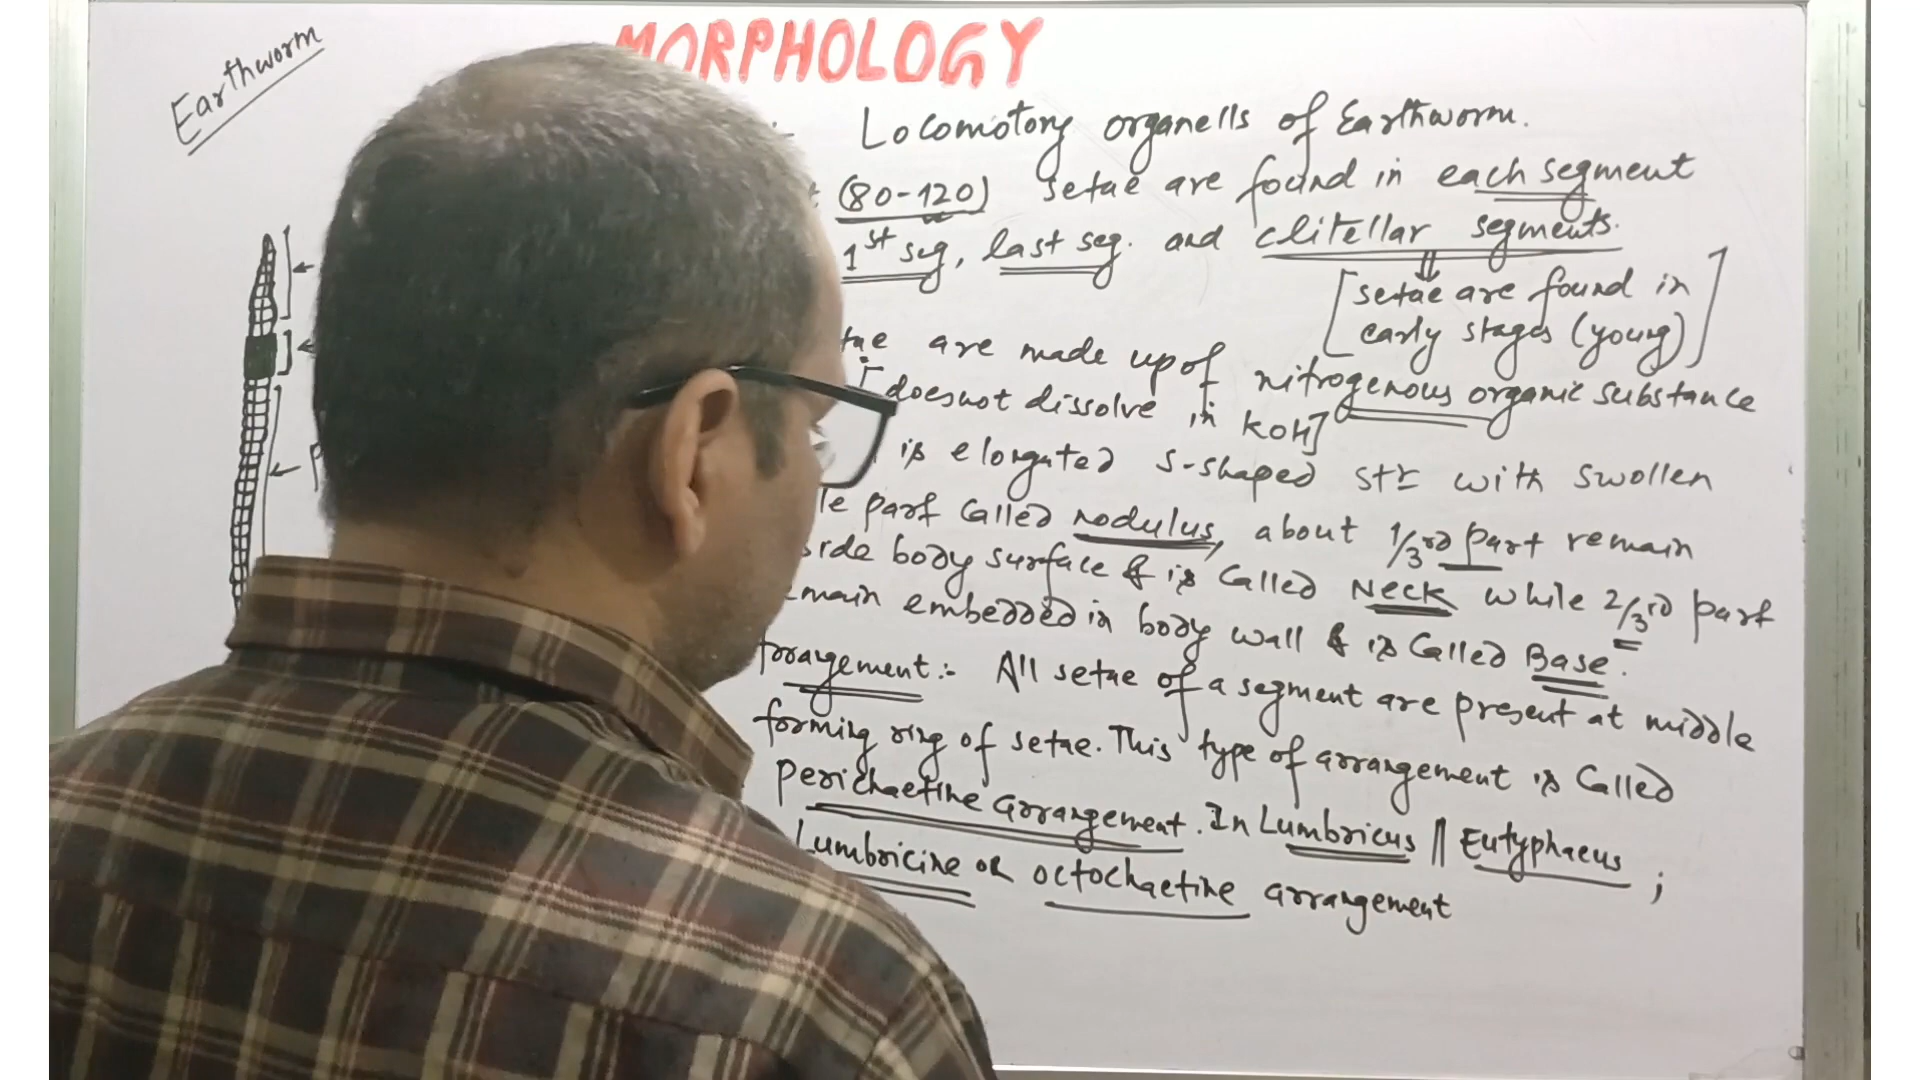 Earthworm
MORPHOLOGY
:- Locomotory organells of Earthworm.
(80-120) setae are found in each segment
1st seg, last seg. and clitellar segments.
[setae are found in
early stages (young)]
are made up of nitrogenous organic substance
[doesnot dissolve in KOH]
is elongated S-shaped str with swollen
part called nodulus, about 1/3rd part remain
body surface & is called Neck while 2/3rd part
embedded in body wall & is called Base.
Arrangement:- All setae of a segment are present at middle
forming ring of setae. This type of arrangement is called
perichaetine arrangement. In Lumbricus || Eutyphaeus ;
Lumbricine OR octochaetine arrangement